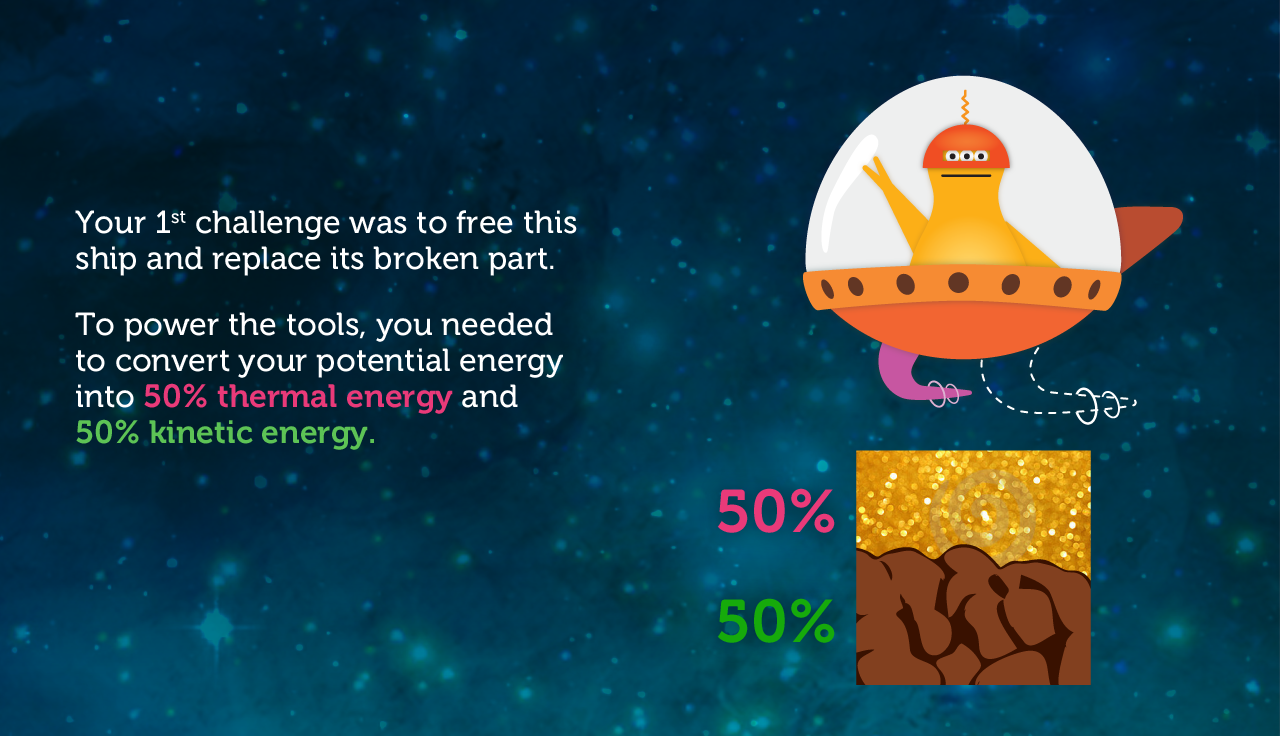 Your 1st challenge was to free this
ship and replace its broken part.
To power the tools, you needed
to convert your potential energy
into 50% thermal energy and
50% kinetic energy.
50%
50%